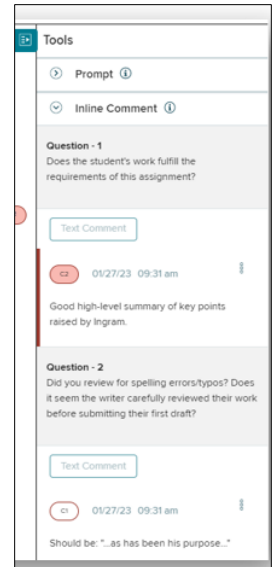 Tools
Prompt
Inline Comment
Question - 1
Does the student's work fulfill the
requirements of this assignment?
Text Comment
C2 01/27/23 09:31 am
Good high-level summary of key points
raised by Ingram.
Question - 2
Did you review for spelling errors/typos? Does
it seem the writer carefully reviewed their work
before submitting their first draft?
Text Comment
C1 01/27/23 09:31 am
Should be: "...as has been his purpose..."